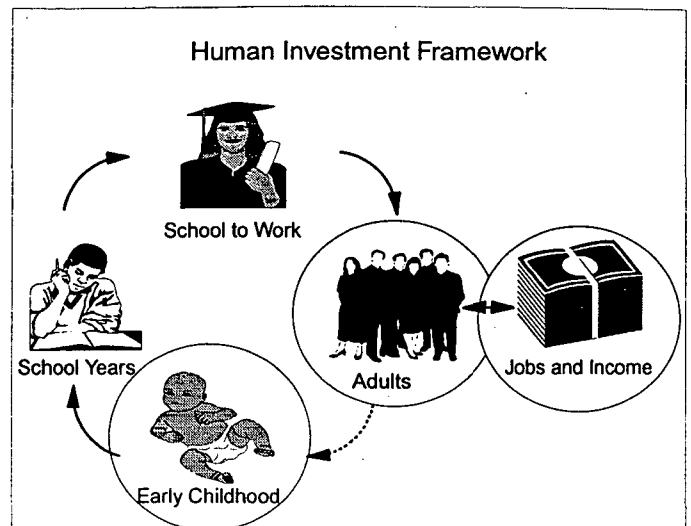 Human Investment Framework
School to Work
School Years
Adults
Jobs and Income
Early Childhood